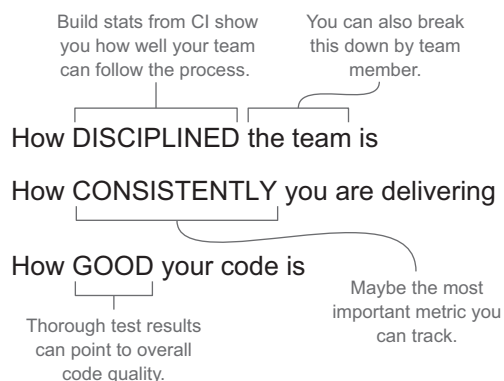 Build stats from CI show
you how well your team
can follow the process.
You can also break
this down by team
member.
How DISCIPLINED the team is
How CONSISTENTLY you are delivering
How GOOD your code is
Thorough test results
can point to overall
code quality.
Maybe the most
important metric you
can track.